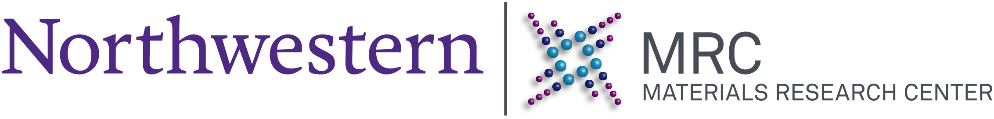 Northwestern
MRC
MATERIALS RESEARCH CENTER